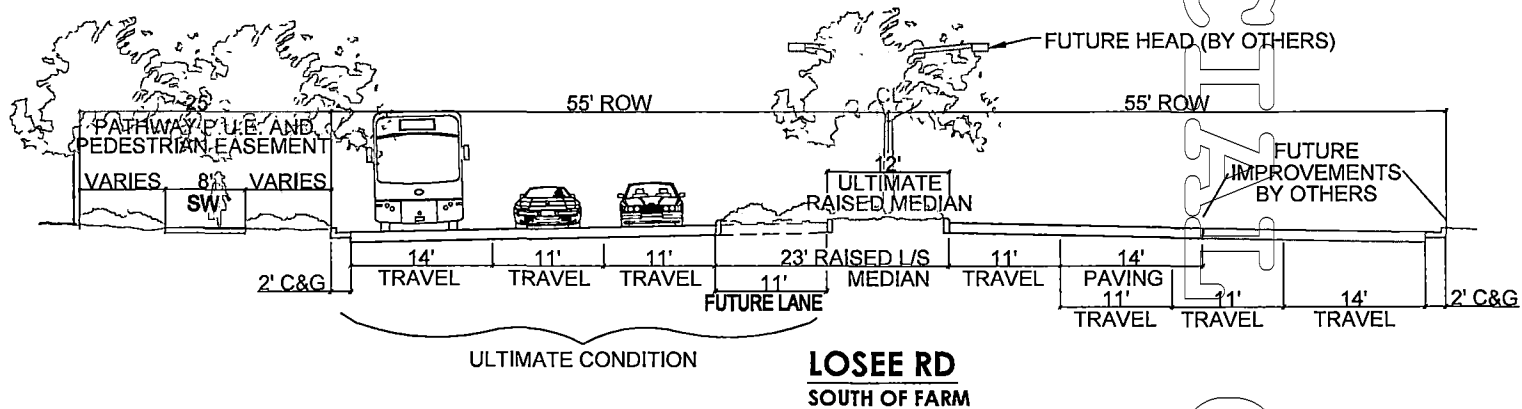 FUTURE HEAD (BY OTHERS)
25'
55' ROW
CL
55' ROW
PATHWAY P.U.E. AND
PEDESTRIAN EASEMENT
VARIES
8'
VARIES
SW
12'
ULTIMATE
RAISED MEDIAN
FUTURE
IMPROVEMENTS
BY OTHERS
14'
TRAVEL
11'
TRAVEL
11'
TRAVEL
23' RAISED L/S
MEDIAN
11'
TRAVEL
14'
PAVING
2' C&G
11'
FUTURE LANE
11'
TRAVEL
11'
TRAVEL
14'
TRAVEL
2' C&G
ULTIMATE CONDITION
LOSEE RD
SOUTH OF FARM